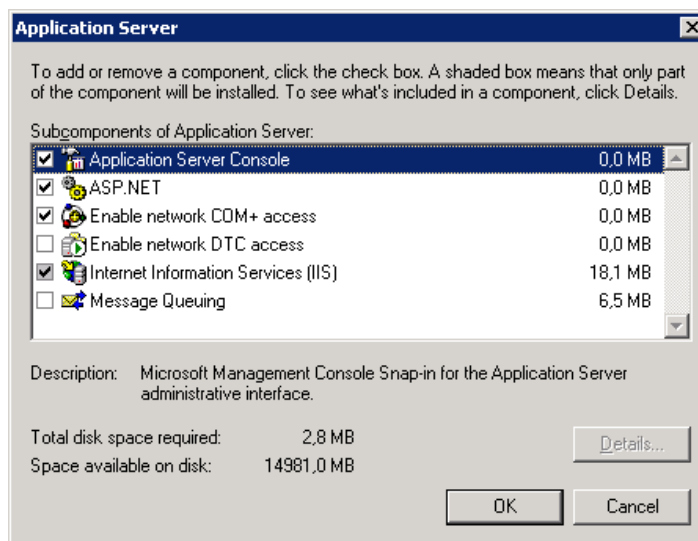 Application Server
To add or remove a component, click the check box. A shaded box means that only part
of the component will be installed. To see what's included in a component, click Details.
Subcomponents of Application Server:
Application Server Console 0,0 MB
ASP.NET 0,0 MB
Enable network COM+ access 0,0 MB
Enable network DTC access 0,0 MB
Internet Information Services (IIS) 18,1 MB
Message Queuing 6,5 MB
Description: Microsoft Management Console Snap-in for the Application Server
administrative interface.
Total disk space required: 2,8 MB
Space available on disk: 14981,0 MB
Details...
OK Cancel